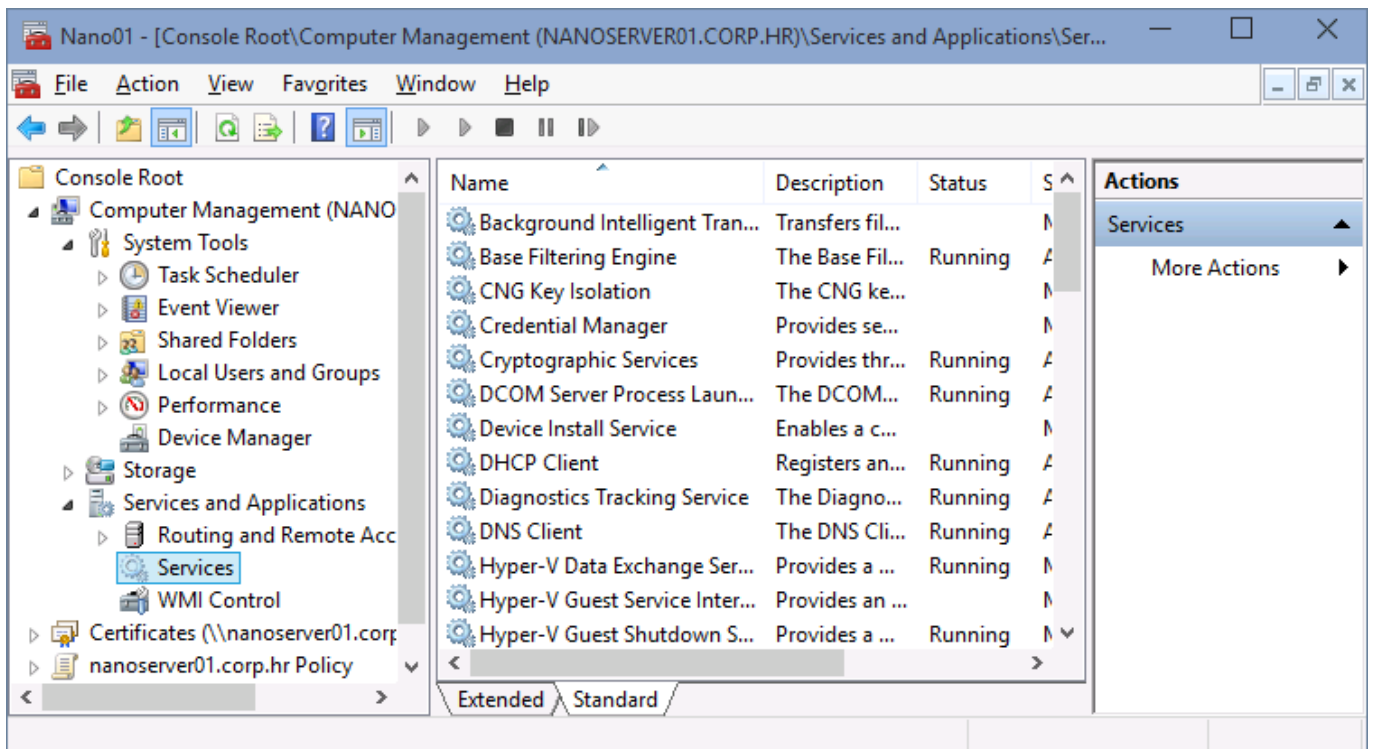 Nano01 - [Console Root\Computer Management (NANOSERVER01.CORP.HR)\Services and Applications\Ser...
File Action View Favorites Window Help
Console Root
Computer Management (NANO
System Tools
Task Scheduler
Event Viewer
Shared Folders
Local Users and Groups
Performance
Device Manager
Storage
Services and Applications
Routing and Remote Acc
Services
WMI Control
Certificates (\\nanoserver01.corp
nanoserver01.corp.hr Policy
Name Description Status S
Background Intelligent Tran... Transfers fil... M
Base Filtering Engine The Base Fil... Running A
CNG Key Isolation The CNG ke... M
Credential Manager Provides se... M
Cryptographic Services Provides thr... Running A
DCOM Server Process Laun... The DCOM... Running A
Device Install Service Enables a c... M
DHCP Client Registers an... Running A
Diagnostics Tracking Service The Diagno... Running A
DNS Client The DNS Cli... Running A
Hyper-V Data Exchange Ser... Provides a ... Running M
Hyper-V Guest Service Inter... Provides an ... M
Hyper-V Guest Shutdown S... Provides a ... Running M
Extended Standard
Actions
Services
More Actions